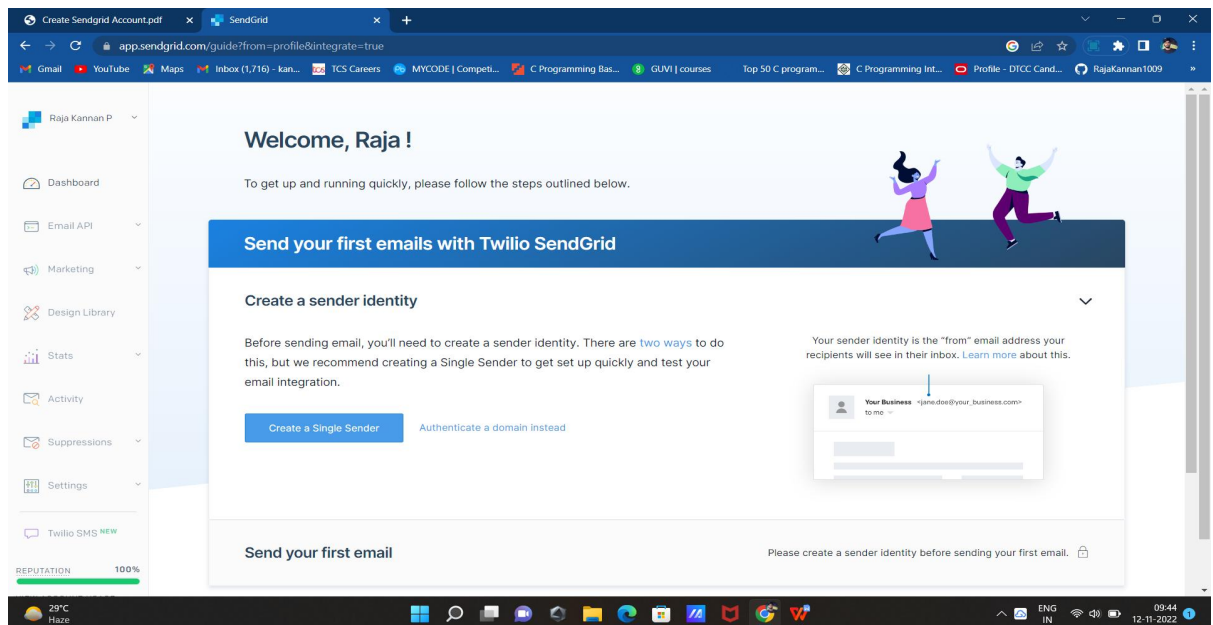 Create Sendgrid Account.pdf
SendGrid
app.sendgrid.com/guide?from=profile&integrate=true
Gmail YouTube Maps Inbox (1,716) - kan... TCS Careers MYCODE | Competi... C Programming Bas... GUVI | courses Top 50 C program... C Programming Int... Profile - DTCC Cand... RajaKannan1009 »
Raja Kannan P
Dashboard
Email API
Marketing
Design Library
Stats
Activity
Suppressions
Settings
Twilio SMS NEW
REPUTATION 100%
Welcome, Raja !
To get up and running quickly, please follow the steps outlined below.
Send your first emails with Twilio SendGrid
Create a sender identity
Before sending email, you'll need to create a sender identity. There are two ways to do
this, but we recommend creating a Single Sender to get set up quickly and test your
email integration.
Create a Single Sender
Authenticate a domain instead
Your sender identity is the "from" email address your
recipients will see in their inbox. Learn more about this.
Your Business <jane.doe@your_business.com>
to me
Send your first email
Please create a sender identity before sending your first email.
29°C
Haze
ENG
IN
09:44
12-11-2022
1